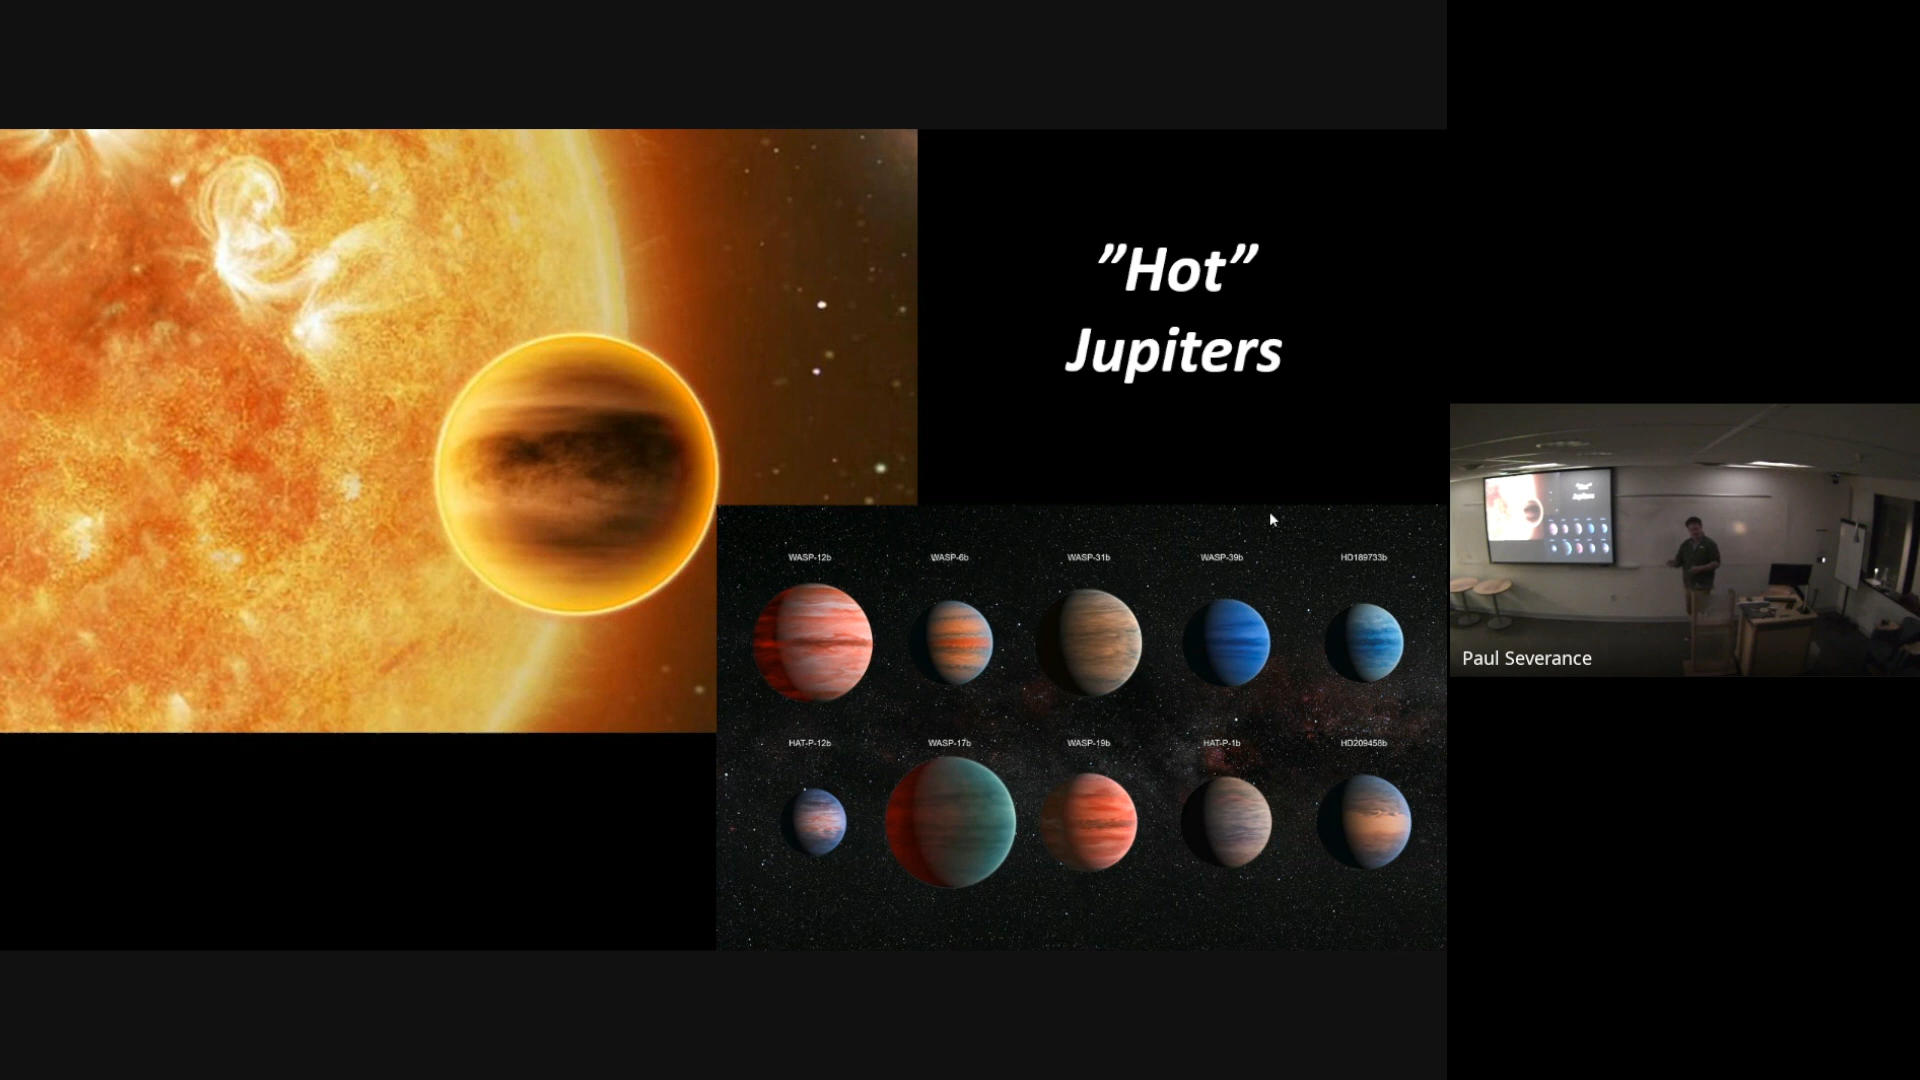 ”Hot”
Jupiters
WASP-12b WASP-6b WASP-31b WASP-39b HD189733b
HAT-P-12b WASP-17b WASP-19b HAT-P-1b HD209458b
Paul Severance